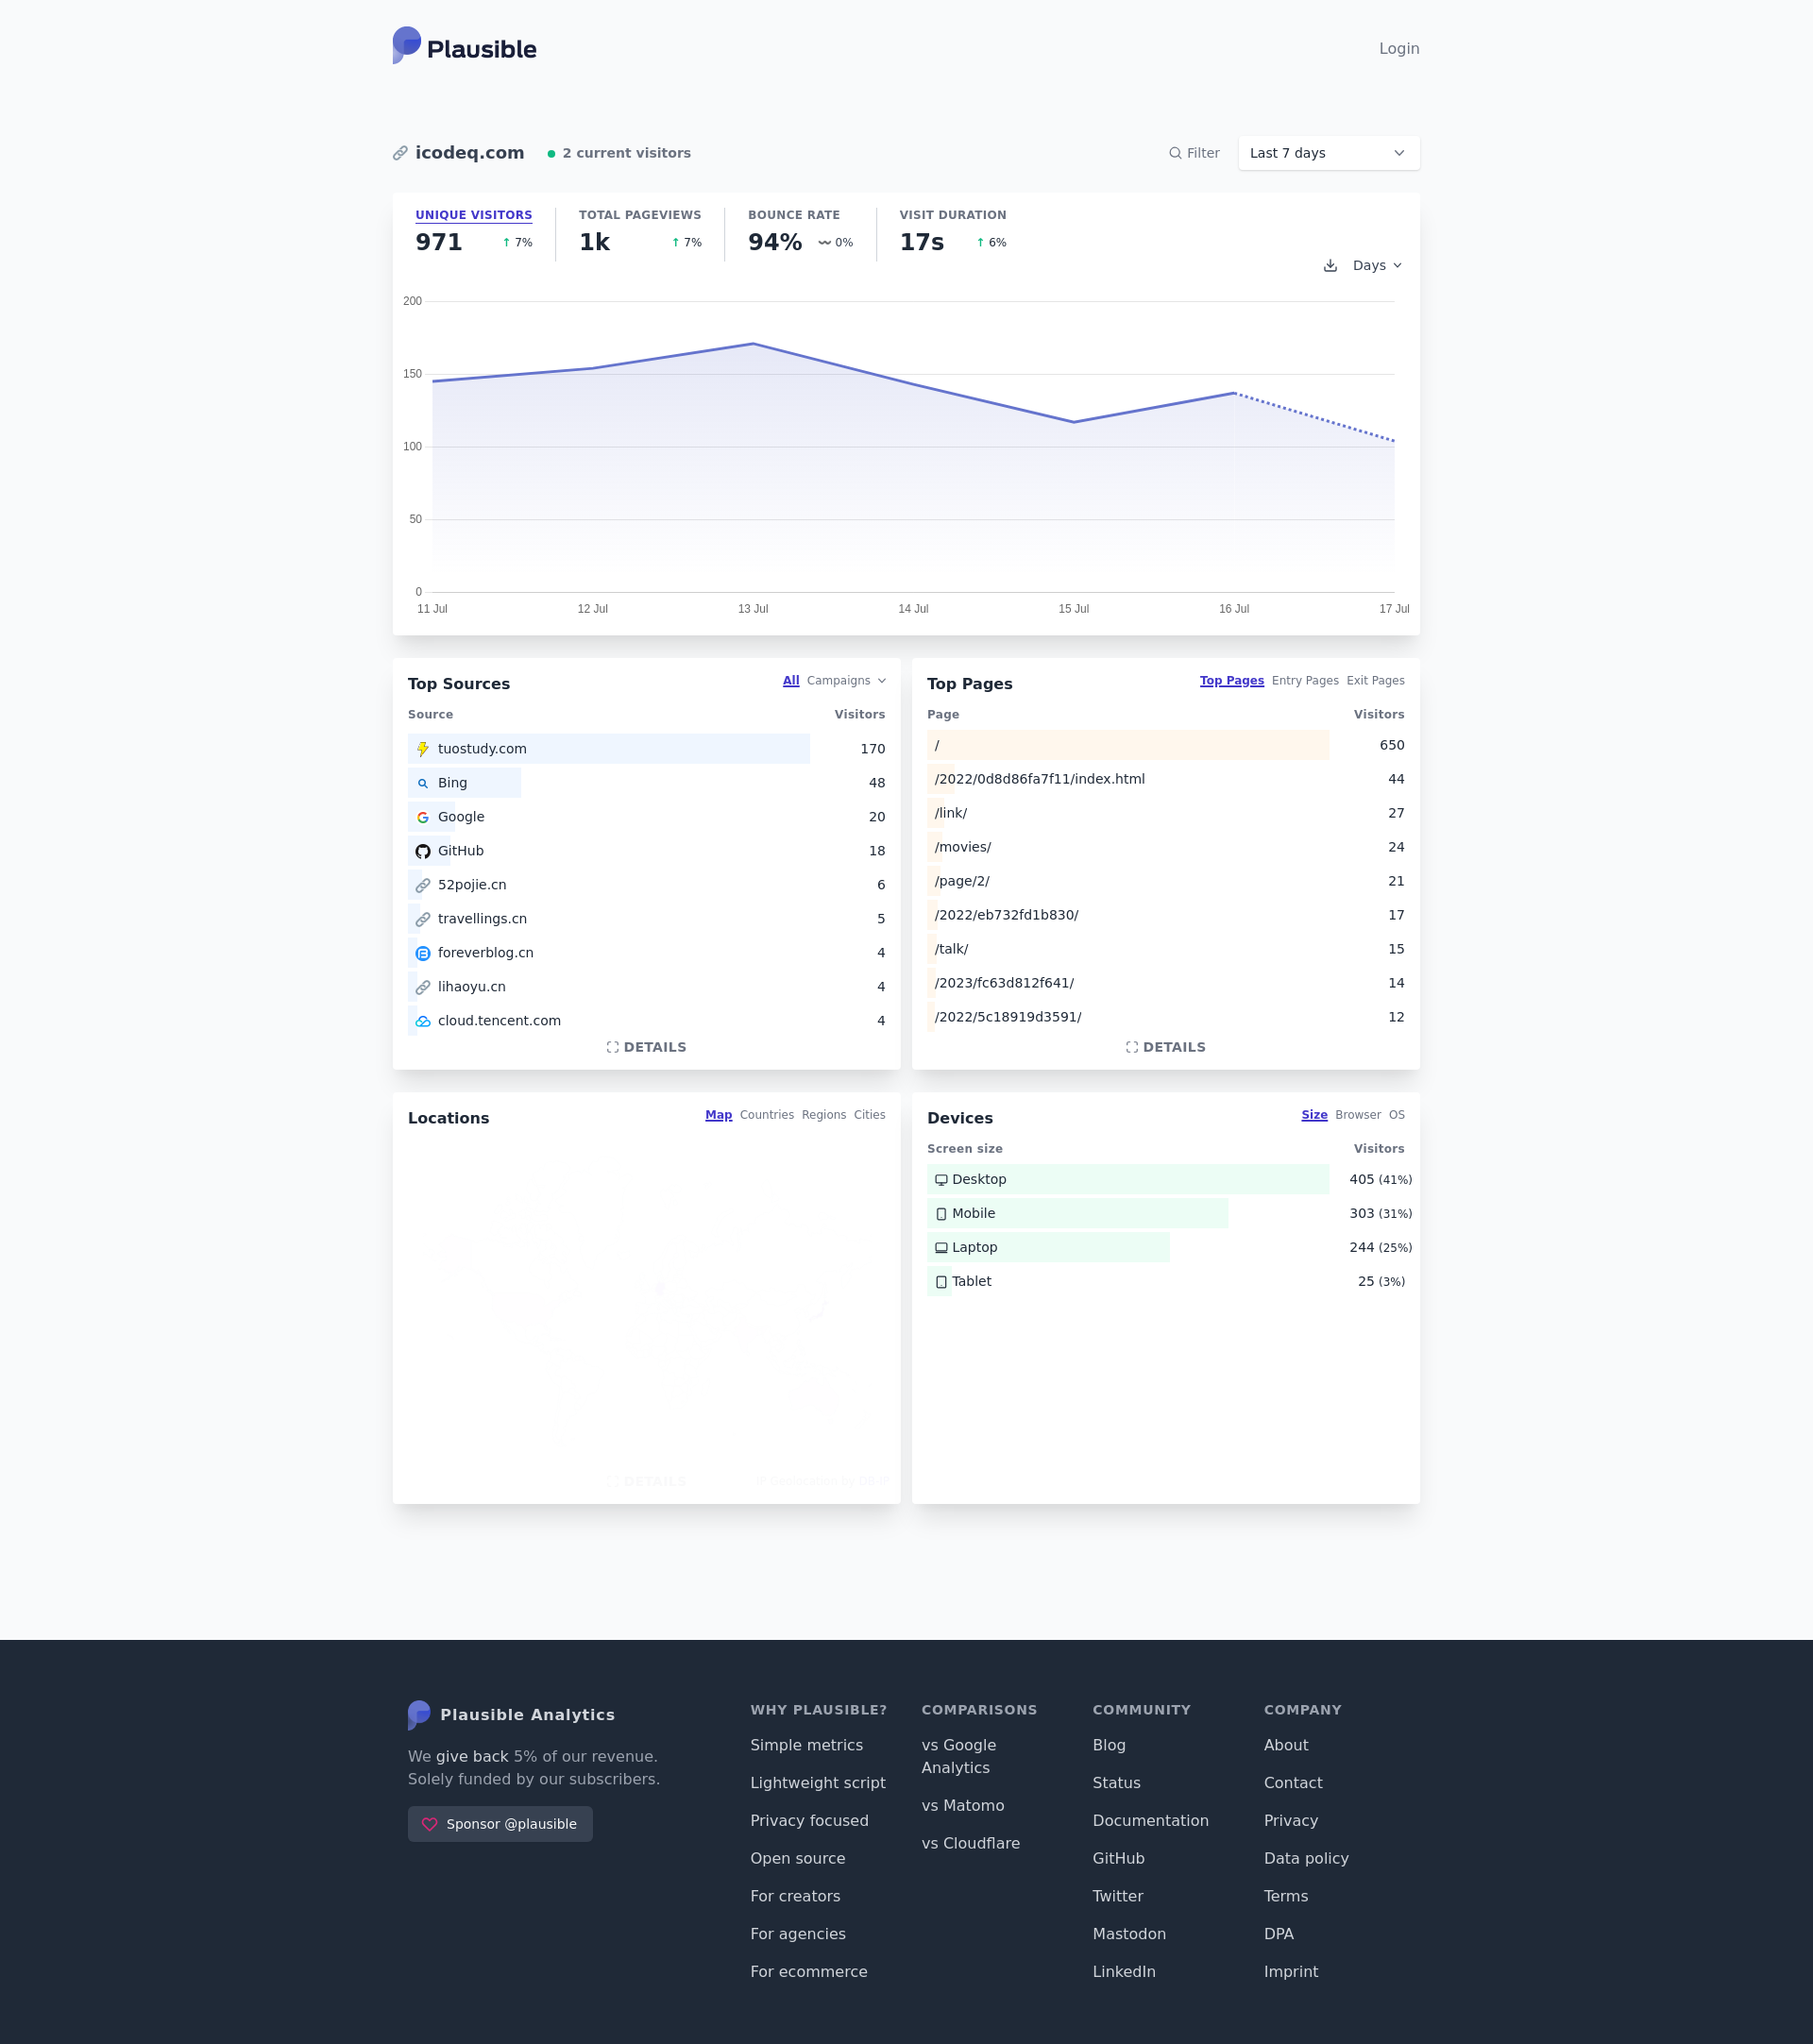 Plausible
Login
icodeq.com
2 current visitors
Filter
Last 7 days
UNIQUE VISITORS
971
↑ 7%
TOTAL PAGEVIEWS
1k
↑ 7%
BOUNCE RATE
94%
〰 0%
VISIT DURATION
17s
↑ 6%
Days
200
150
100
50
0
11 Jul
12 Jul
13 Jul
14 Jul
15 Jul
16 Jul
17 Jul
Top Sources
All
Campaigns
Source
Visitors
tuostudy.com
170
Bing
48
Google
20
GitHub
18
52pojie.cn
6
travellings.cn
5
foreverblog.cn
4
lihaoyu.cn
4
cloud.tencent.com
4
DETAILS
Top Pages
Top Pages
Entry Pages
Exit Pages
Page
Visitors
/
650
/2022/0d8d86fa7f11/index.html
44
/link/
27
/movies/
24
/page/2/
21
/2022/eb732fd1b830/
17
/talk/
15
/2023/fc63d812f641/
14
/2022/5c18919d3591/
12
DETAILS
Locations
Map
Countries
Regions
Cities
DETAILS
Devices
Size
Browser
OS
Screen size
Visitors
Desktop
405 (41%)
Mobile
303 (31%)
Laptop
244 (25%)
Tablet
25 (3%)
Plausible Analytics
We give back 5% of our revenue.
Solely funded by our subscribers.
Sponsor @plausible
WHY PLAUSIBLE?
Simple metrics
Lightweight script
Privacy focused
Open source
For creators
For agencies
For ecommerce
COMPARISONS
vs Google
Analytics
vs Matomo
vs Cloudflare
COMMUNITY
Blog
Status
Documentation
GitHub
Twitter
Mastodon
LinkedIn
COMPANY
About
Contact
Privacy
Data policy
Terms
DPA
Imprint